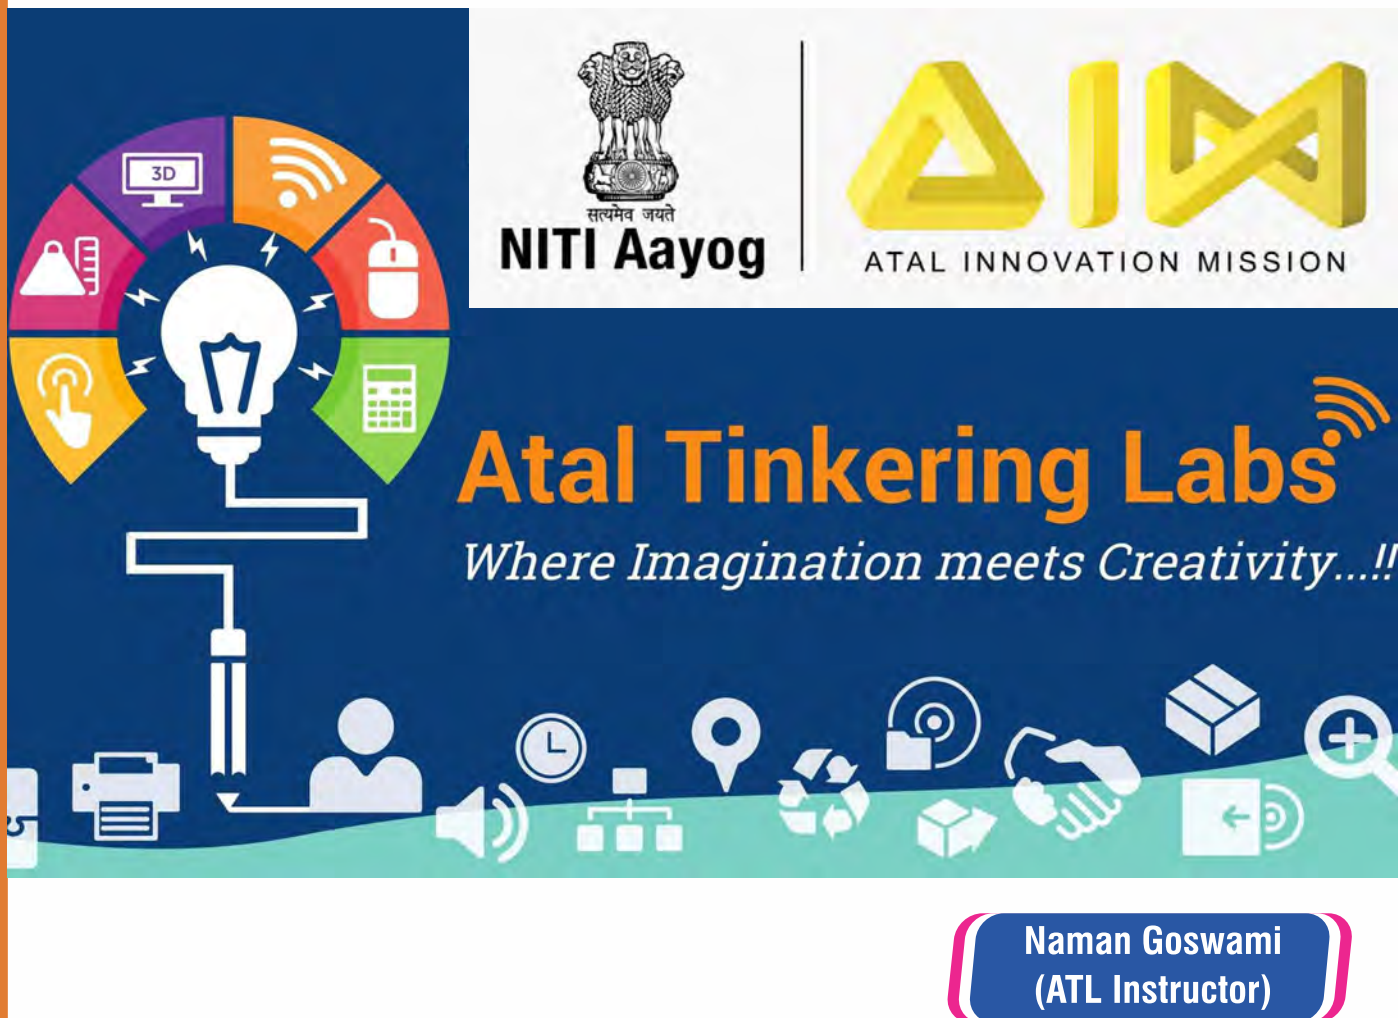 3D
सत्यमेव जयते
NITI Aayog
ATAL INNOVATION MISSION
Atal Tinkering Labs
Where Imagination meets Creativity...!!
Naman Goswami
(ATL Instructor)